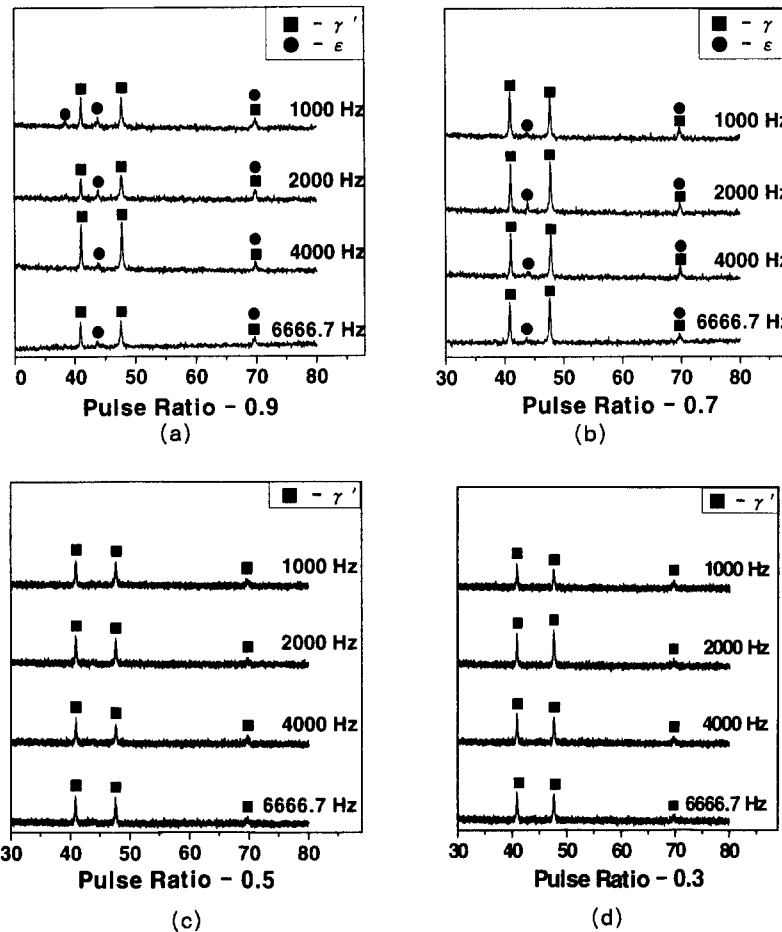 ■ - γ '
● - ε
1000 Hz
2000 Hz
4000 Hz
6666.7 Hz
0 40 50 60 70 80
Pulse Ratio - 0.9
(a)
■ - γ
● - ε
1000 Hz
2000 Hz
4000 Hz
6666.7 Hz
30 40 50 60 70 80
Pulse Ratio - 0.7
(b)
■ - γ '
1000 Hz
2000 Hz
4000 Hz
6666.7 Hz
30 40 50 60 70 80
Pulse Ratio - 0.5
(c)
■ - γ '
1000 Hz
2000 Hz
4000 Hz
6666.7 Hz
30 40 50 60 70 80
Pulse Ratio - 0.3
(d)